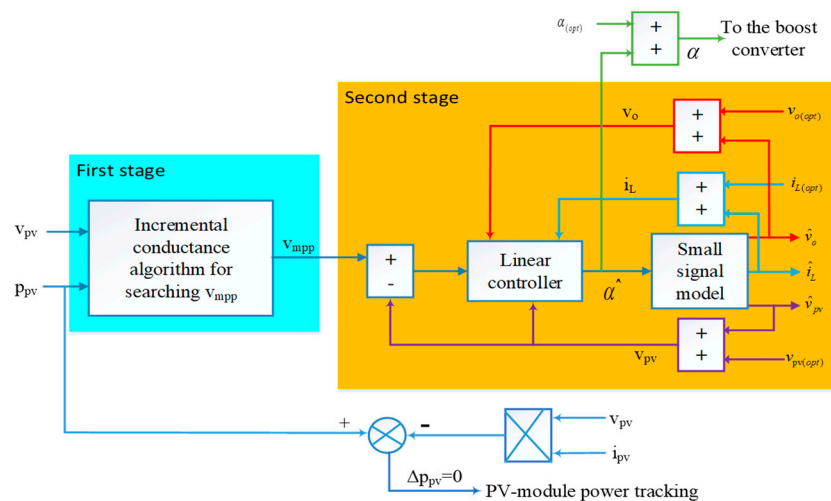 α(opt)
+
+
α
To the boost
converter
Second stage
vo
+
+
vo(opt)
First stage
iL
+
+
iL(opt)
vpv
Incremental
conductance
algorithm for
searching vmpp
vmpp
+
-
Linear
controller
α^
Small
signal
model
v̂o
îL
v̂pv
ppv
vpv
+
+
vpv(opt)
+
-
vpv
ipv
Δppv=0
PV-module power tracking